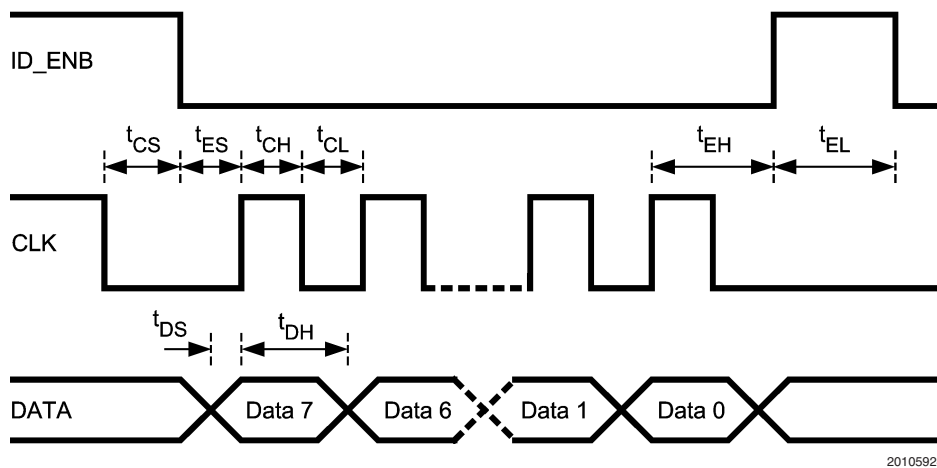 ID_ENB
tCS tES tCH tCL tEH tEL
CLK
tDS tDH
DATA Data 7 Data 6 Data 1 Data 0
2010592